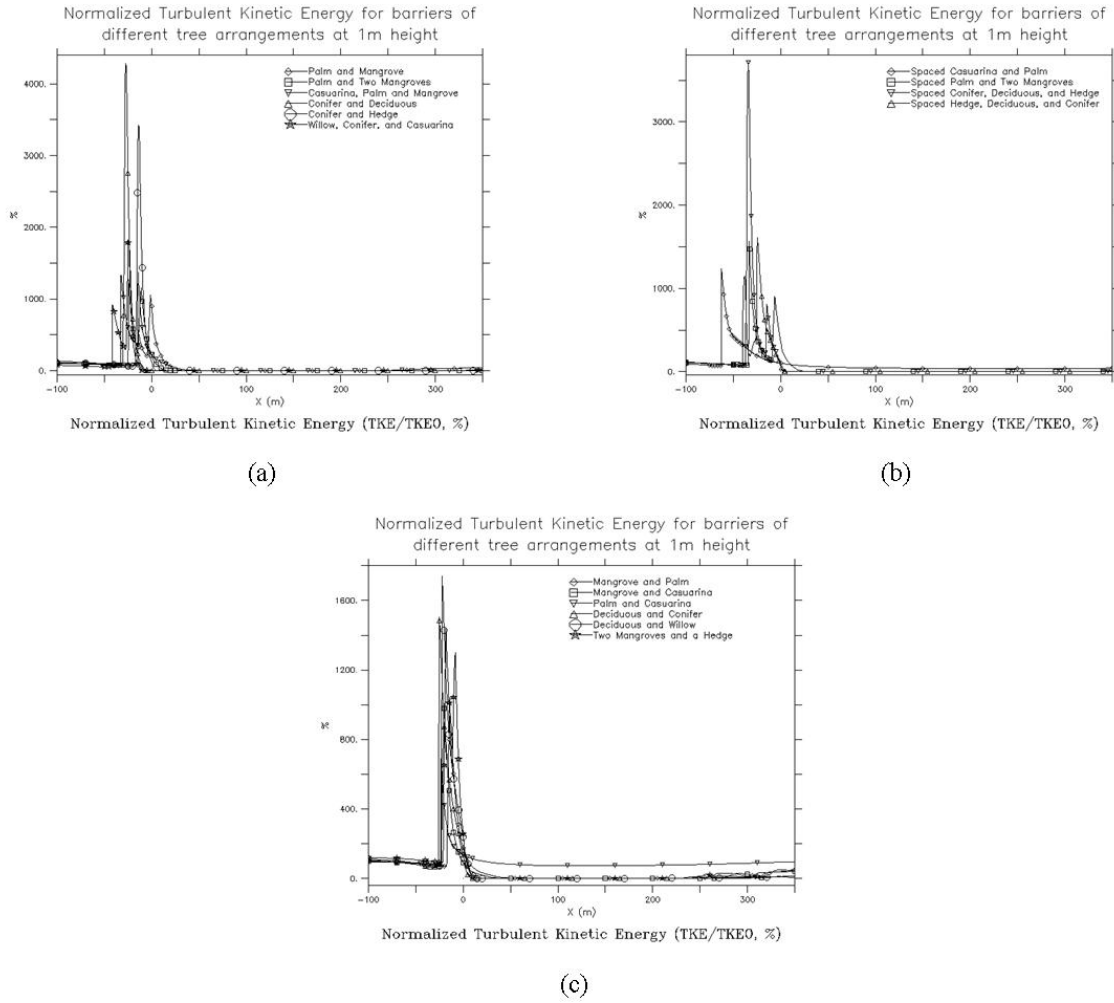 Normalized Turbulent Kinetic Energy for barriers of
different tree arrangements at 1m height
Palm and Mangrove
Palm and Two Mangroves
Casuarina, Palm and Mangrove
Conifer and Deciduous
Conifer and Hedge
Willow, Conifer, and Casuarina
4000.
3000.
%
2000.
1000.
0.
-100
0
100
200
300
X (m)
Normalized Turbulent Kinetic Energy (TKE/TKE0, %)
(a)
Normalized Turbulent Kinetic Energy for barriers of
different tree arrangements at 1m height
Spaced Casuarina and Palm
Spaced Palm and Two Mangroves
Spaced Conifer, Deciduous, and Hedge
Spaced Hedge, Deciduous, and Conifer
3000.
%
2000.
1000.
0.
-100
0
100
200
300
X (m)
Normalized Turbulent Kinetic Energy (TKE/TKE0, %)
(b)
Normalized Turbulent Kinetic Energy for barriers of
different tree arrangements at 1m height
Mangrove and Palm
Mangrove and Casuarina
Palm and Casuarina
Deciduous and Conifer
Deciduous and Willow
Two Mangroves and a Hedge
1600.
1200.
%
800.
400.
0.
-100
0
100
200
300
X (m)
Normalized Turbulent Kinetic Energy (TKE/TKE0, %)
(c)